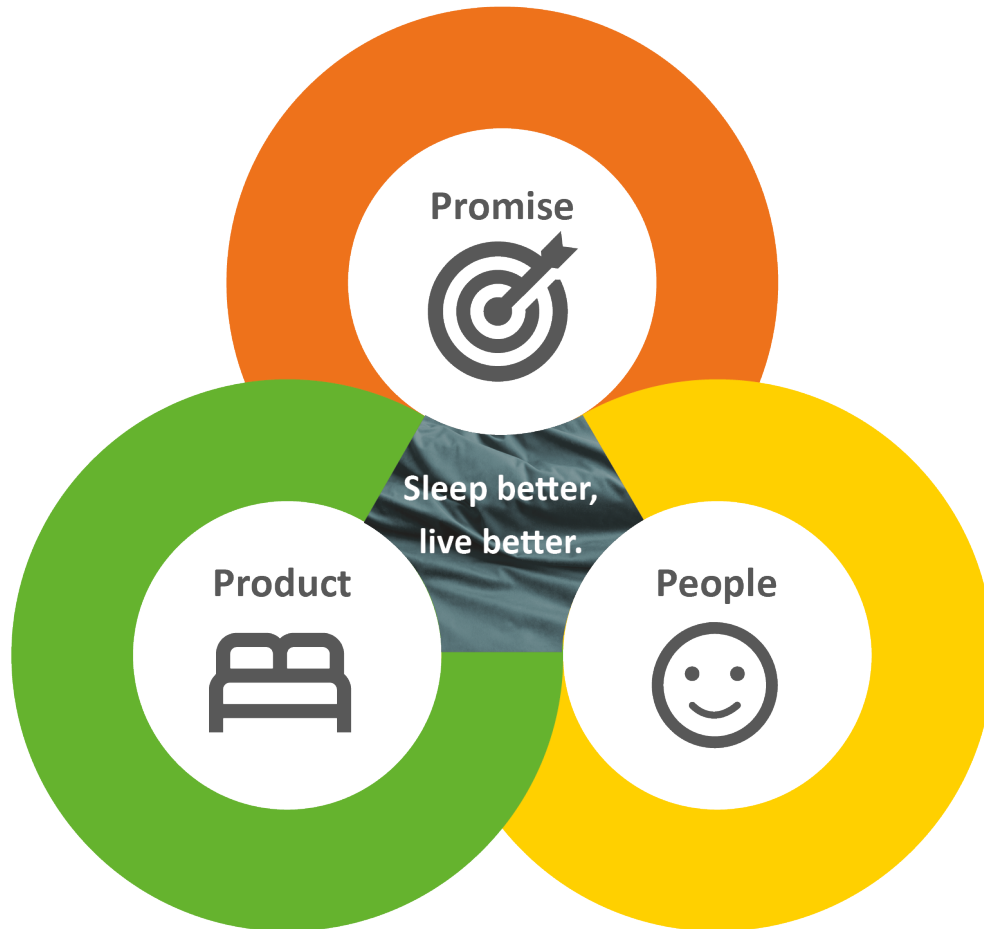 Promise
Sleep better,
live better.
Product
People